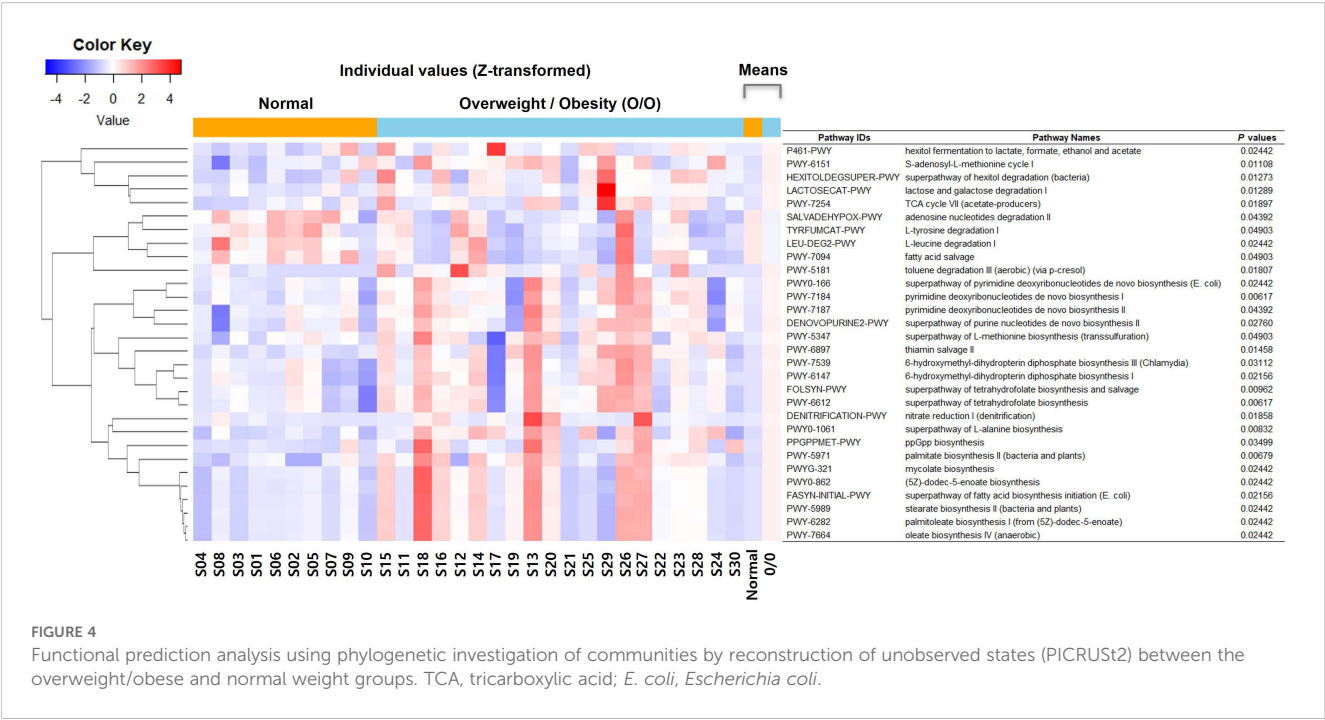 Color Key
-4 -2 0 2 4
Value
Individual values (Z-transformed)
Means
Normal
Overweight / Obesity (O/O)
Pathway IDs Pathway Names P values
P461-PWY hexitol fermentation to lactate, formate, ethanol and acetate 0.02442
PWY-6151 S-adenosyl-L-methionine cycle I 0.01108
HEXITOLDEGSUPER-PWY superpathway of hexitol degradation (bacteria) 0.01273
LACTOSECAT-PWY lactose and galactose degradation I 0.01289
PWY-7254 TCA cycle VII (acetate-producers) 0.01897
SALVADEHYPOX-PWY adenosine nucleotides degradation II 0.04392
TYRFUMCAT-PWY L-tyrosine degradation I 0.04903
LEU-DEG2-PWY L-leucine degradation I 0.02442
PWY-7094 fatty acid salvage 0.04903
PWY-5181 toluene degradation III (aerobic) (via p-cresol) 0.01807
PWY0-166 superpathway of pyrimidine deoxyribonucleotides de novo biosynthesis (E. coli) 0.02442
PWY-7184 pyrimidine deoxyribonucleotides de novo biosynthesis I 0.00617
PWY-7187 pyrimidine deoxyribonucleotides de novo biosynthesis II 0.04392
DENOVOPURINE2-PWY superpathway of purine nucleotides de novo biosynthesis II 0.02760
PWY-5347 superpathway of L-methionine biosynthesis (transsulfuration) 0.04903
PWY-6897 thiamin salvage II 0.01458
PWY-7539 6-hydroxymethyl-dihydropterin diphosphate biosynthesis III (Chlamydia) 0.03112
PWY-6147 6-hydroxymethyl-dihydropterin diphosphate biosynthesis I 0.02156
FOLSYN-PWY superpathway of tetrahydrofolate biosynthesis and salvage 0.00962
PWY-6612 superpathway of tetrahydrofolate biosynthesis 0.00617
DENITRIFICATION-PWY nitrate reduction I (denitrification) 0.01858
PWY0-1061 superpathway of L-alanine biosynthesis 0.00832
PPGPPMET-PWY ppGpp biosynthesis 0.03499
PWY-5971 palmitate biosynthesis II (bacteria and plants) 0.00679
PWYG-321 mycolate biosynthesis 0.02442
PWY0-862 (5Z)-dodec-5-enoate biosynthesis 0.02442
FASYN-INITIAL-PWY superpathway of fatty acid biosynthesis initiation (E. coli) 0.02156
PWY-5989 stearate biosynthesis II (bacteria and plants) 0.02442
PWY-6282 palmitoleate biosynthesis I (from (5Z)-dodec-5-enoate) 0.02442
PWY-7664 oleate biosynthesis IV (anaerobic) 0.02442
S04 S08 S03 S01 S06 S02 S05 S07 S09 S10 S15 S11 S18 S16 S12 S14 S17 S19 S13 S20 S21 S25 S29 S26 S27 S22 S23 S28 S24 S30 Normal 0/0
FIGURE 4
Functional prediction analysis using phylogenetic investigation of communities by reconstruction of unobserved states (PICRUSt2) between the
overweight/obese and normal weight groups. TCA, tricarboxylic acid; E. coli, Escherichia coli.